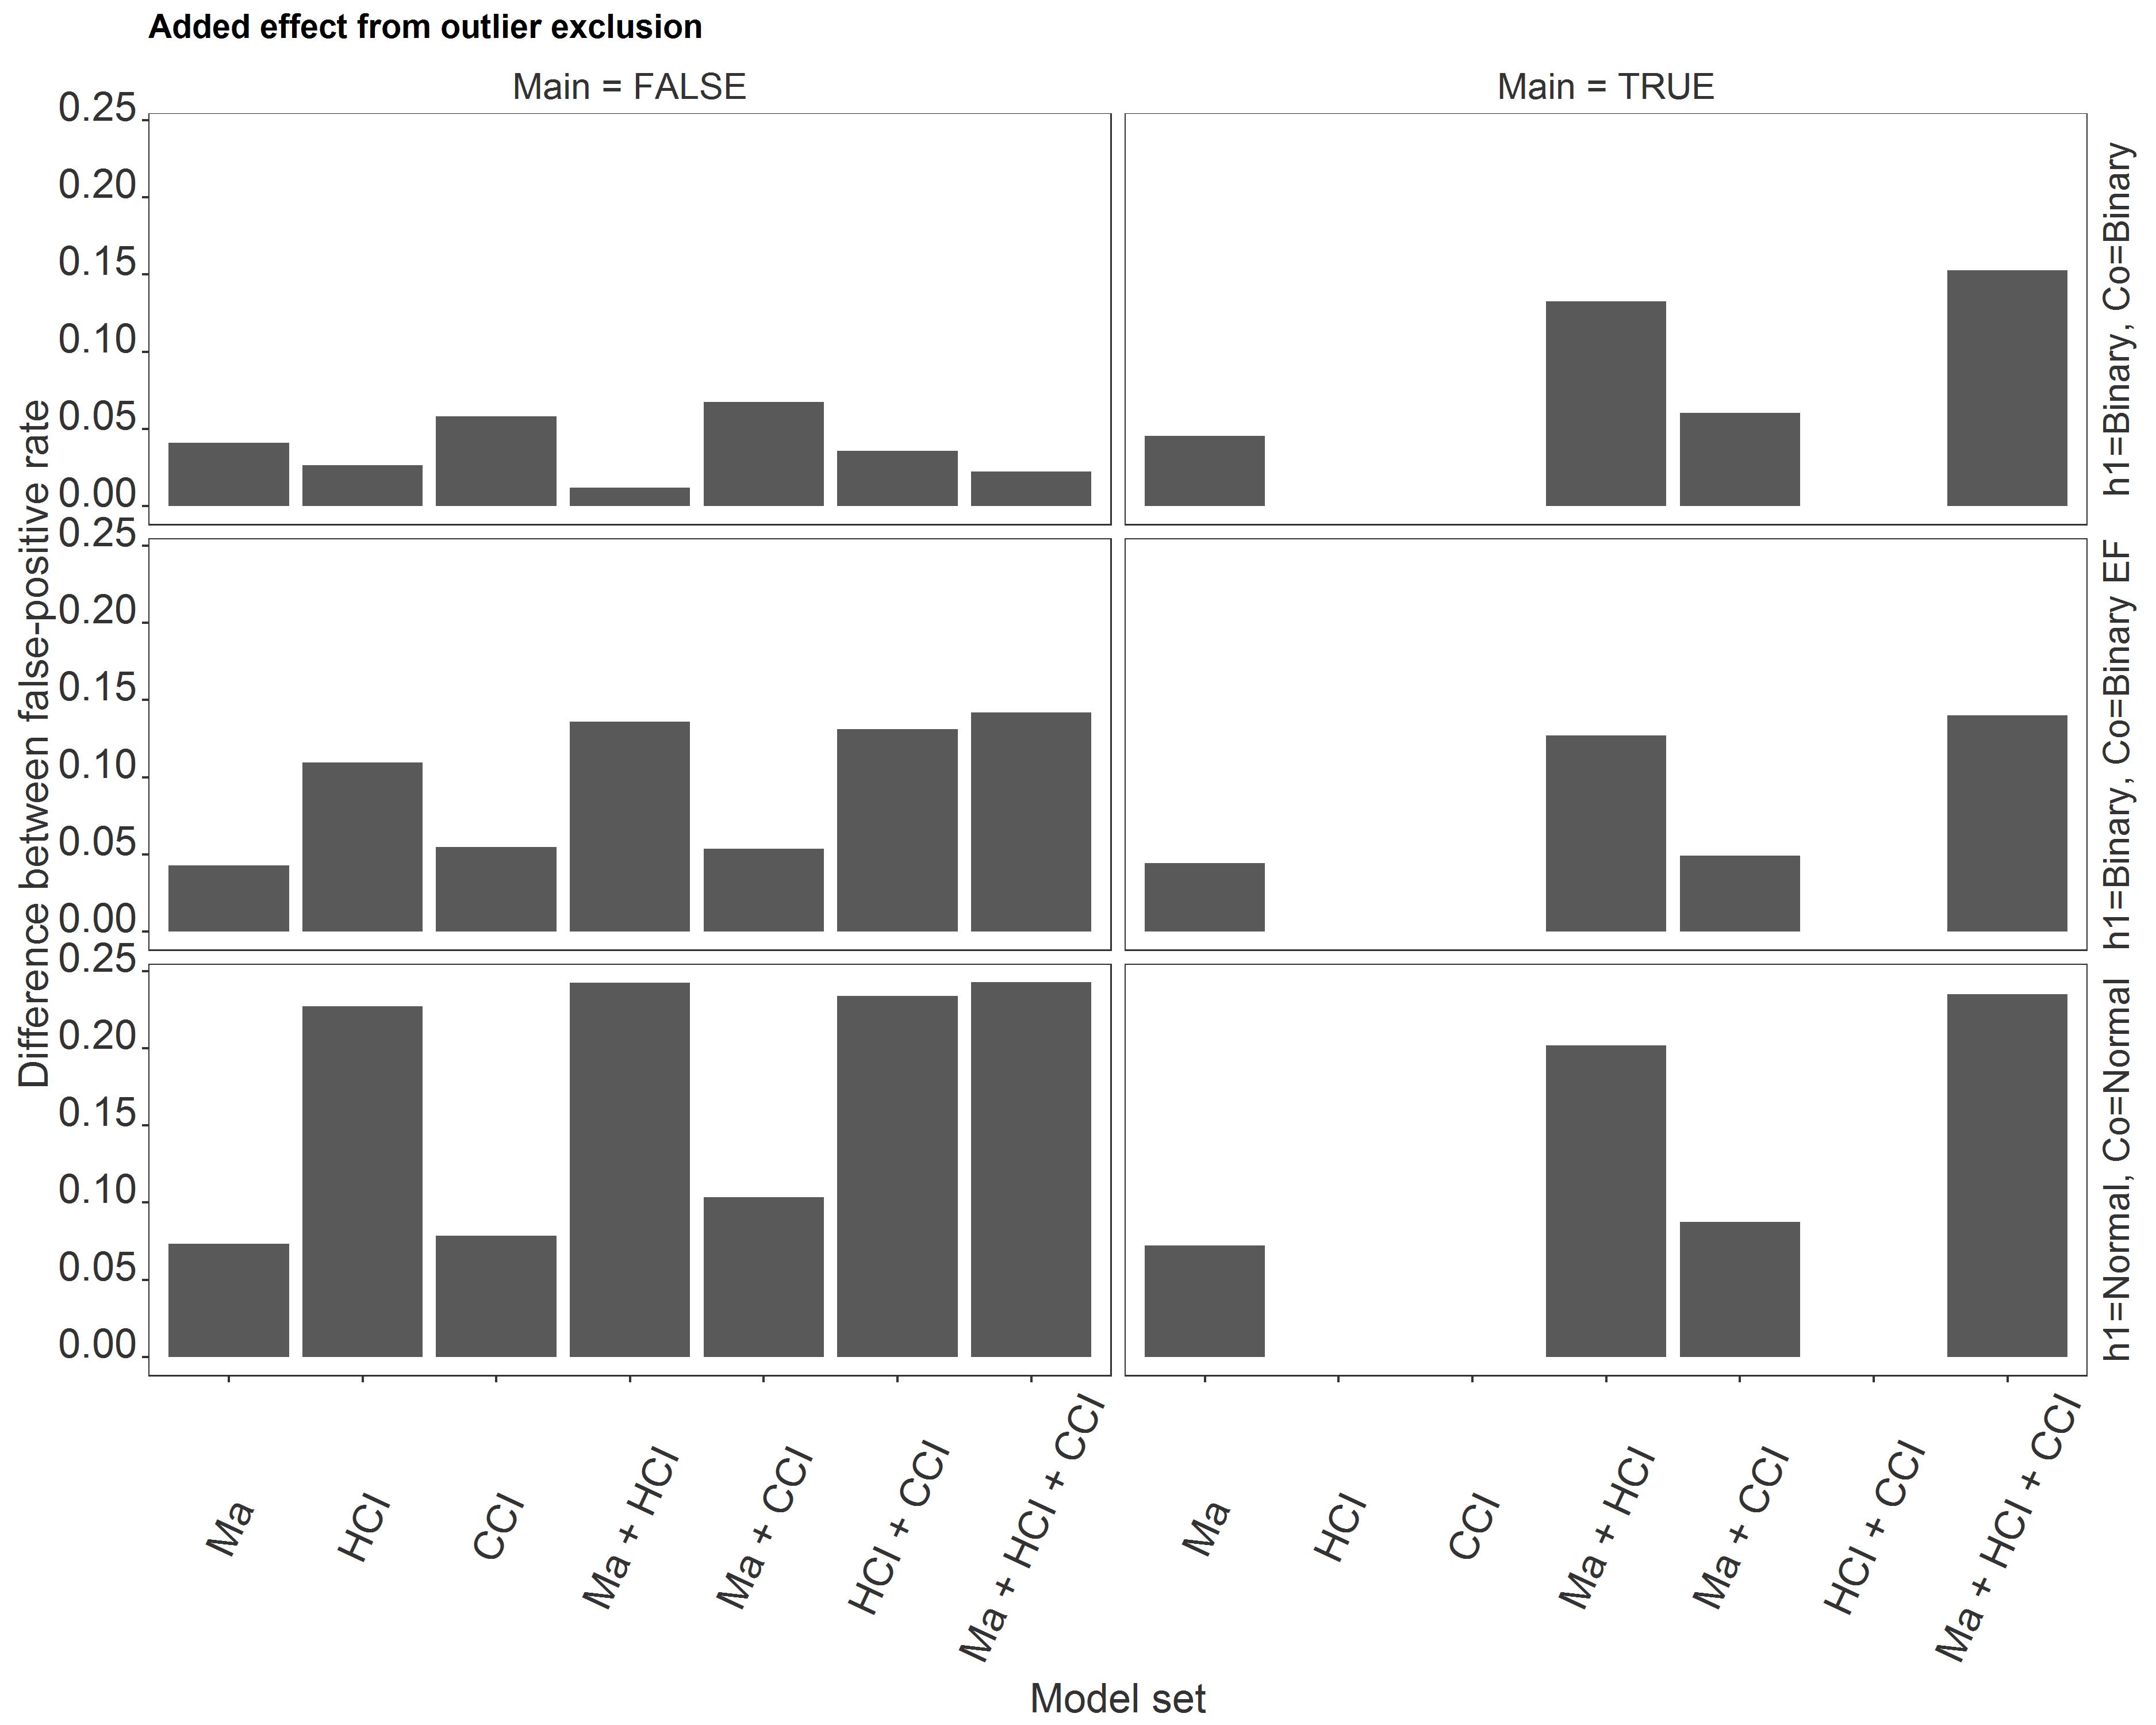 Added effect from outlier exclusion
Main = FALSE
Main = TRUE
Difference between false-positive rate
0.25
0.20
0.15
0.10
0.05
0.00
h1=Binary, Co=Binary
0.25
0.20
0.15
0.10
0.05
0.00
h1=Binary, Co=Binary EF
0.25
0.20
0.15
0.10
0.05
0.00
h1=Normal, Co=Normal
Ma
HCI
CCI
Ma + HCI
Ma + CCI
HCI + CCI
Ma + HCI + CCI
Ma
HCI
CCI
Ma + HCI
Ma + CCI
HCI + CCI
Ma + HCI + CCI
Model set